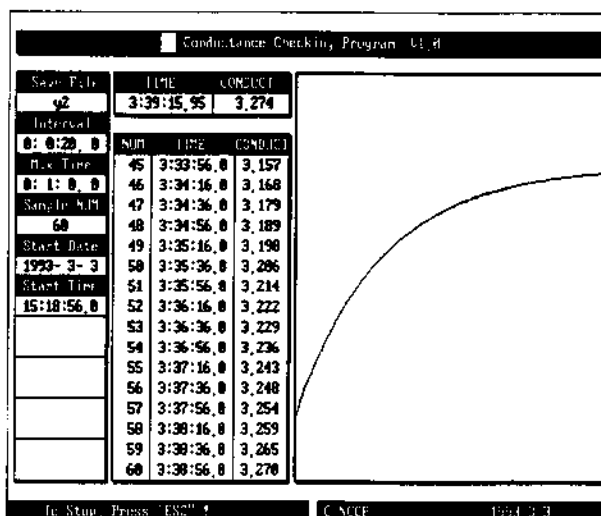 Conductance Checkin, Program V1.0
Save File
y2
Interval
0: 0:20, 0
Mix Time
0: 1: 0, 0
Sample NUM
60
Start Date
1993- 3- 3
Start Time
15:18:56,0
TIME CONDUCT
3:39:15,95 3,274
NUM TIME CONDUCT
45 3:33:56,0 3,157
46 3:34:16,0 3,168
47 3:34:36,0 3,179
48 3:34:56,0 3,189
49 3:35:16,0 3,198
50 3:35:36,0 3,206
51 3:35:56,0 3,214
52 3:36:16,0 3,222
53 3:36:36,0 3,229
54 3:36:56,0 3,236
55 3:37:16,0 3,243
56 3:37:36,0 3,248
57 3:37:56,0 3,254
58 3:38:16,0 3,259
59 3:38:36,0 3,265
60 3:38:56,0 3,270
To Stop, Press "ESC" !
1993 3 3